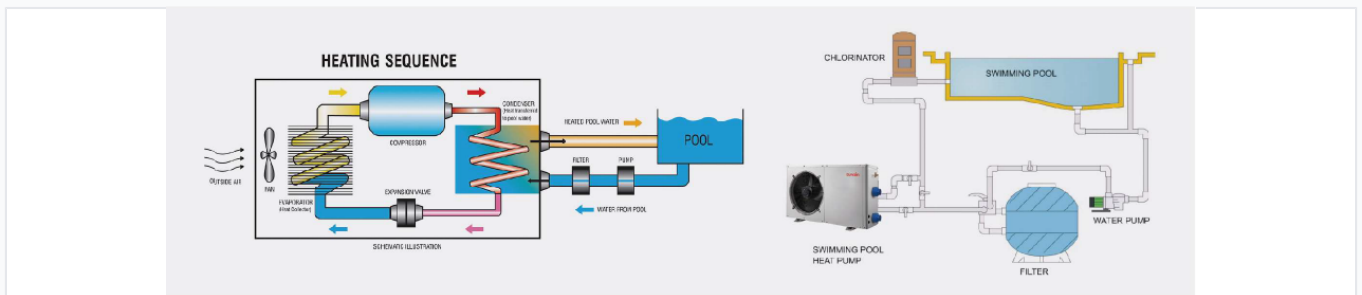 HEATING SEQUENCE
CONDENSER
(Heat transferred
to pool water)
COMPRESSOR
HEATED POOL WATER
POOL
OUTSIDE AIR
FAN
EVAPORATOR
(Heat Collector)
EXPANSION VALVE
FILTER
PUMP
WATER FROM POOL
SCHEMATIC ILLUSTRATION
CHLORINATOR
SWIMMING POOL
WATER PUMP
SWIMMING POOL
HEAT PUMP
FILTER